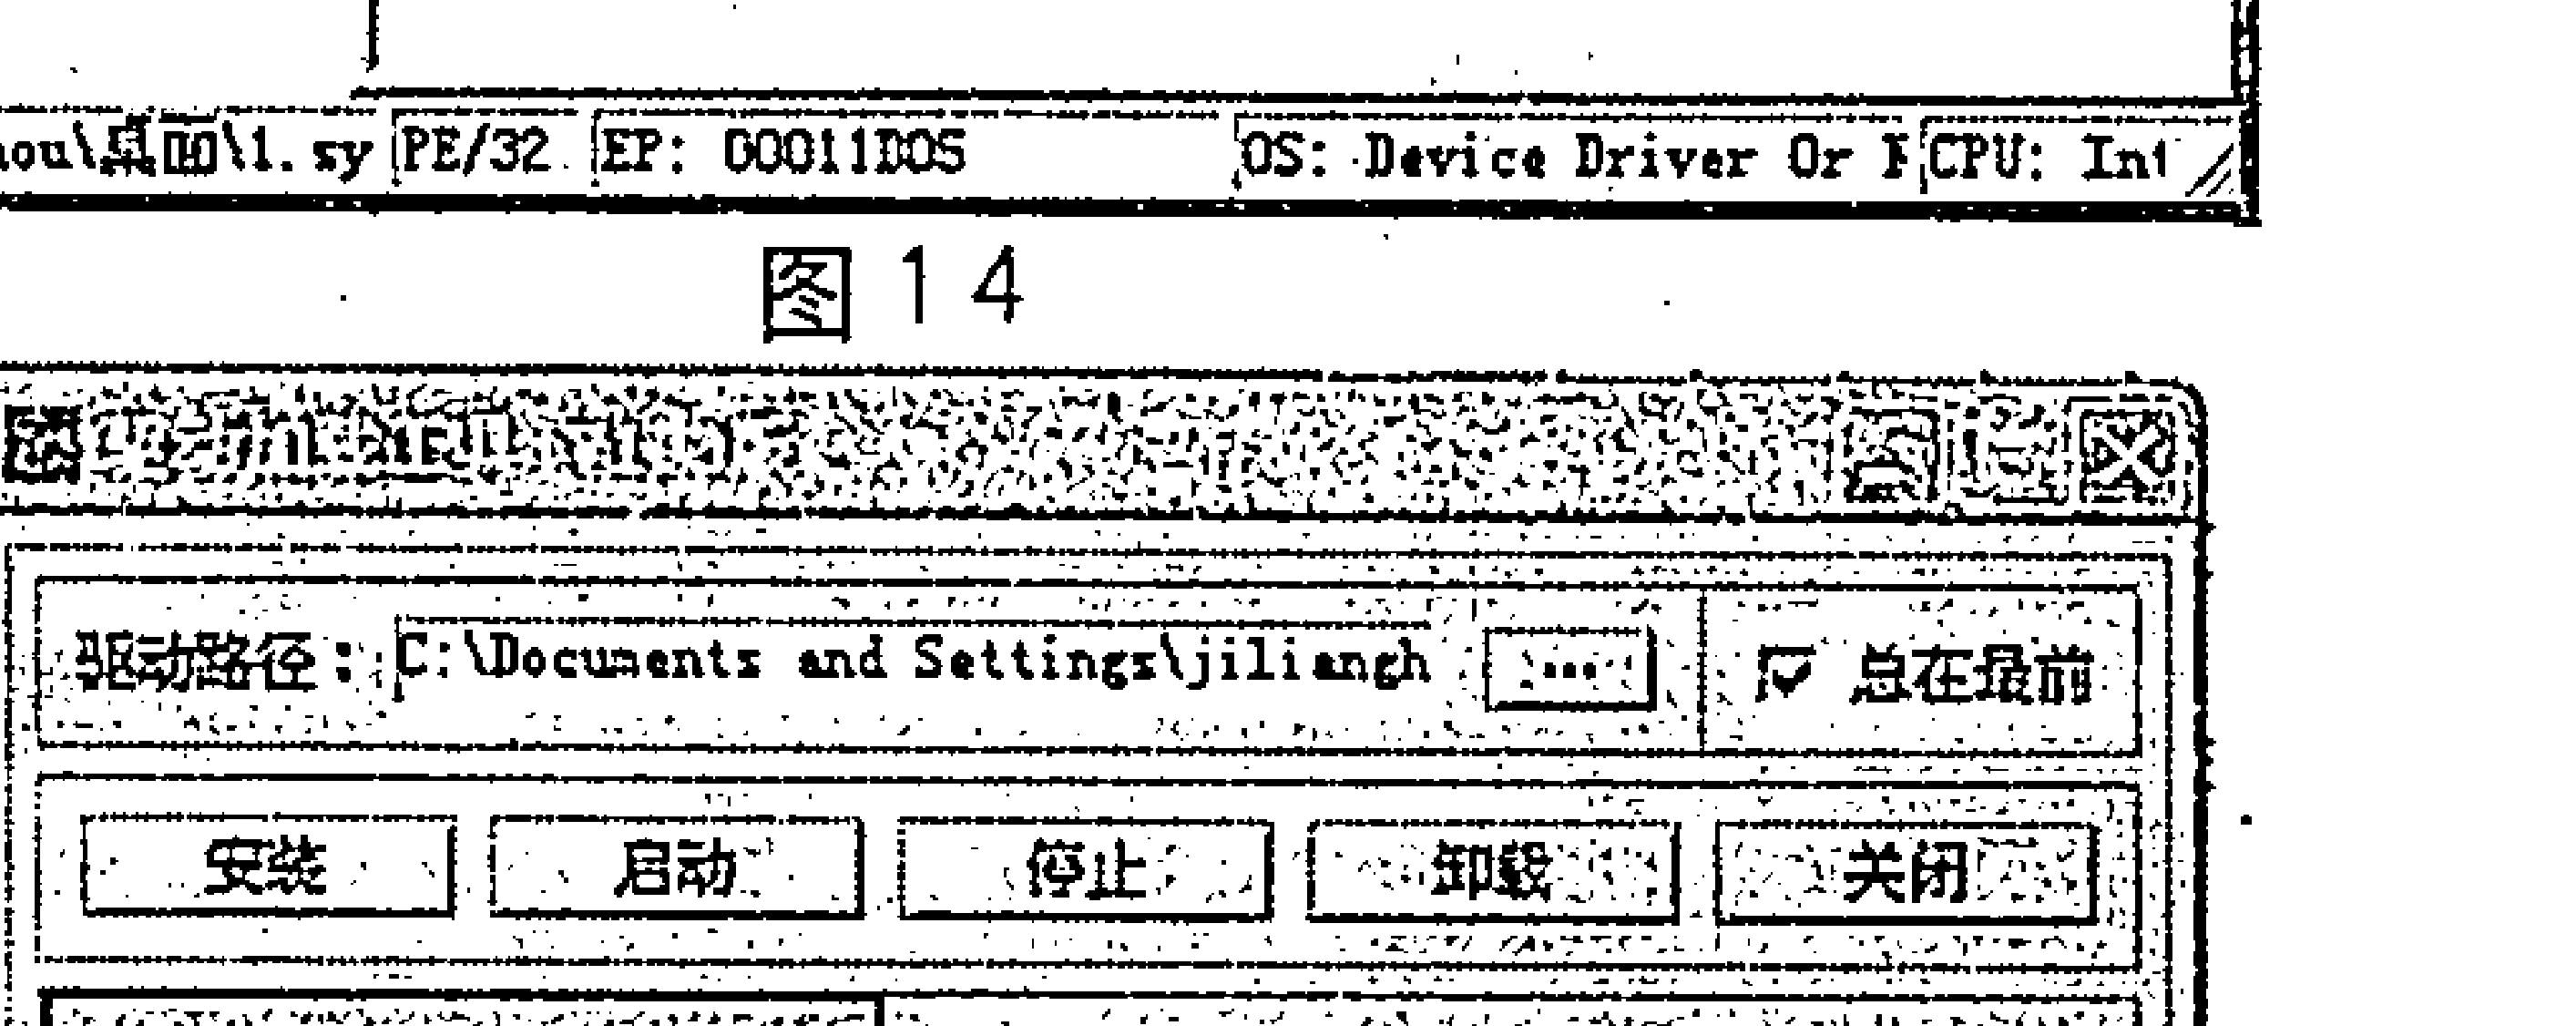 ou\桌面\1.sy PE/32 EP: 00011D05 OS: Device Driver Or CPU: Int
图14
驱动路径: C:\Documents and Settings\jiliangh ... 总在最前
安装 启动 停止 卸载 关闭